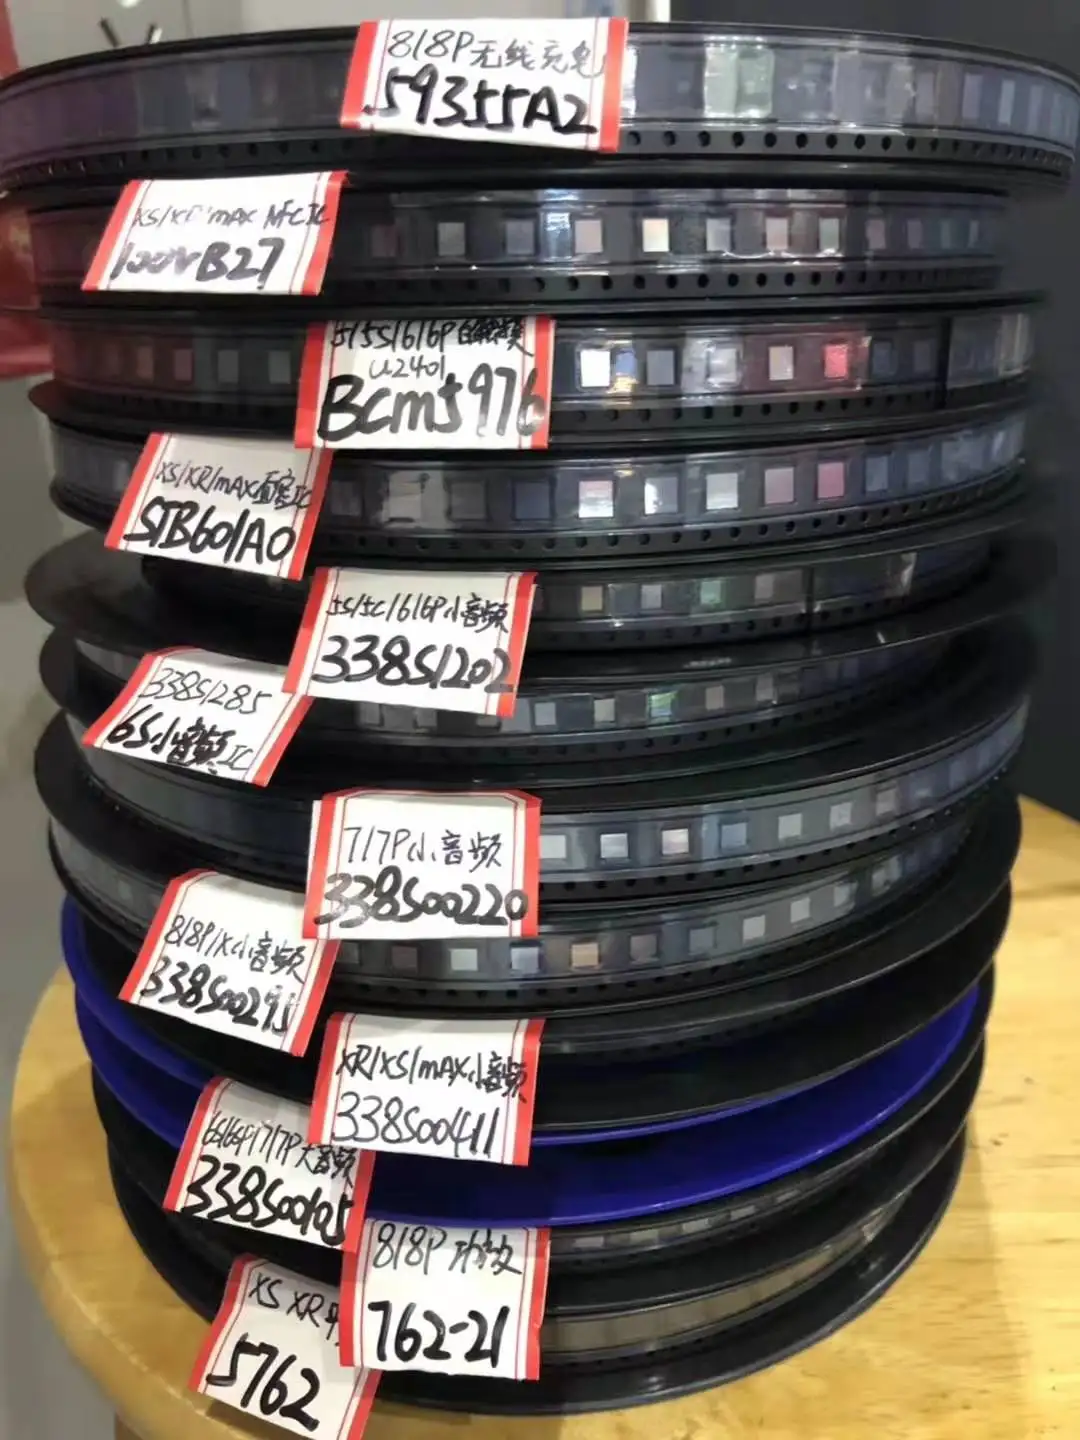 8/8P无线充电
59355A2
XS/XR/MAX NFC IC
100VB27
5/5S/6/6P
U2401
BCM5976
XS/XR/MAX IC
STB601A0
5S/5C/6/6P小音频
338S1202
338S1285
6S小音频IC
7/7P小音频
338S00220
8/8P/X小音频
338S00295
XR/XS/MAX小音频
338S00411
6S/6SP/7/7P大音频
338S00105
8/8P 功放
762-21
XS XR
5762